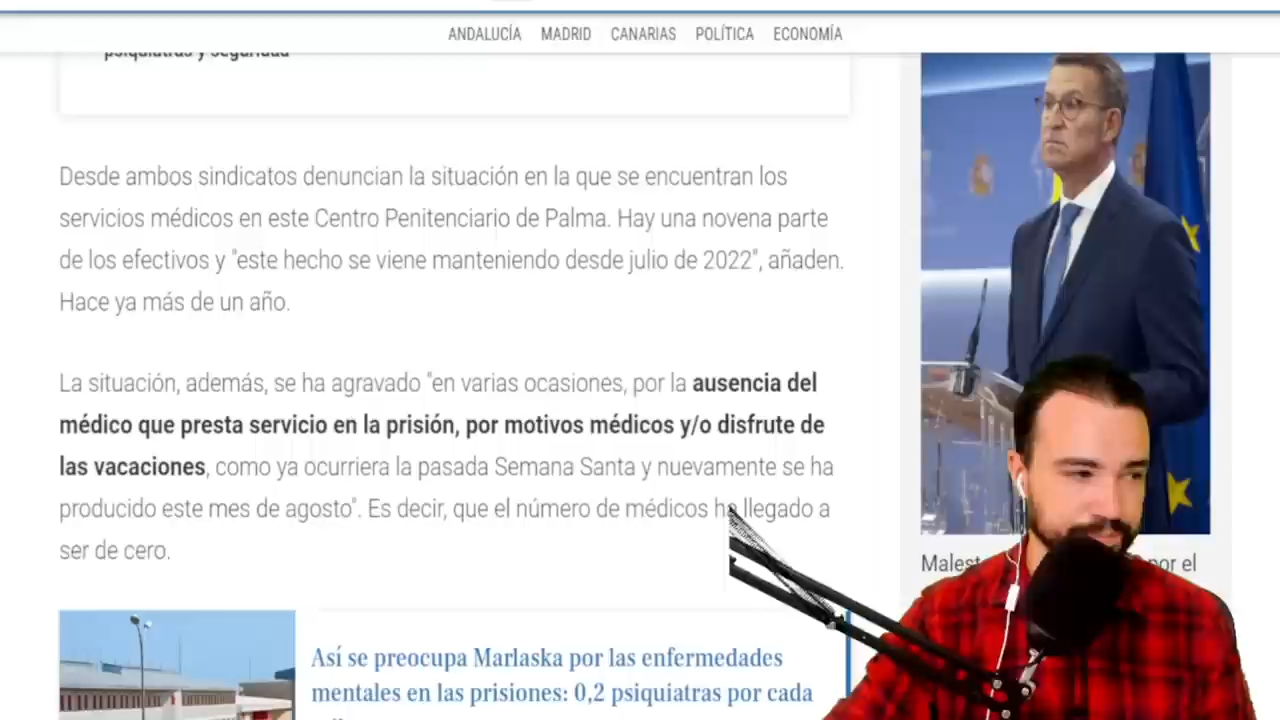 ANDALUCÍA MADRID CANARIAS POLÍTICA ECONOMÍA
psiquiatras y seguridad
Desde ambos sindicatos denuncian la situación en la que se encuentran los
servicios médicos en este Centro Penitenciario de Palma. Hay una novena parte
de los efectivos y "este hecho se viene manteniendo desde julio de 2022", añaden.
Hace ya más de un año.
La situación, además, se ha agravado "en varias ocasiones, por la ausencia del
médico que presta servicio en la prisión, por motivos médicos y/o disfrute de
las vacaciones, como ya ocurriera la pasada Semana Santa y nuevamente se ha
producido este mes de agosto". Es decir, que el número de médicos ha llegado a
ser de cero.
Así se preocupa Marlaska por las enfermedades
mentales en las prisiones: 0,2 psiquiatras por cada
por el